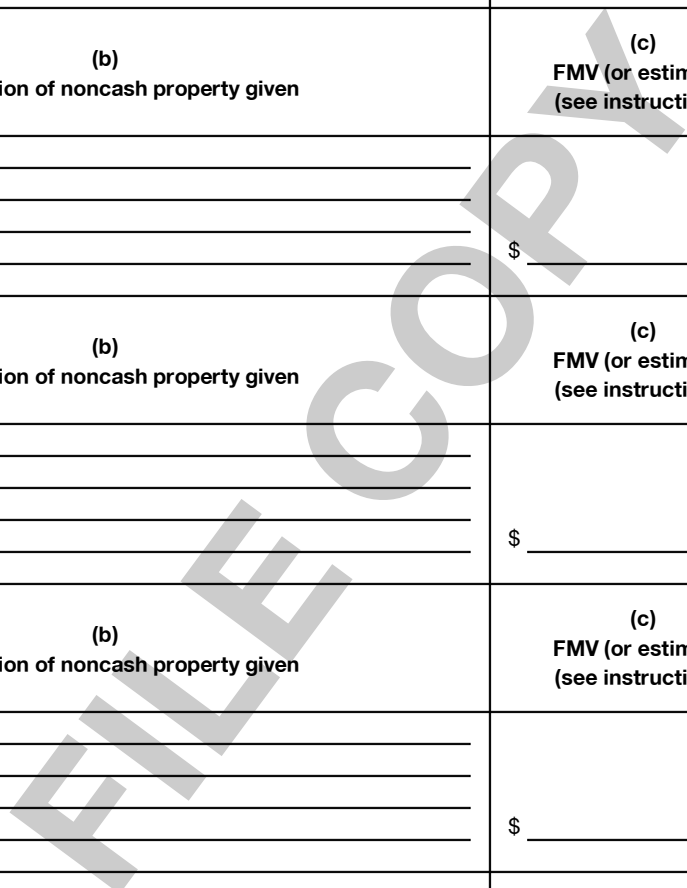 (b)
ion of noncash property given
(c)
FMV (or estim
(see instructi
$
(b)
ion of noncash property given
(c)
FMV (or estim
(see instructi
$
(b)
ion of noncash property given
(c)
FMV (or estim
(see instructi
$
FILE COPY